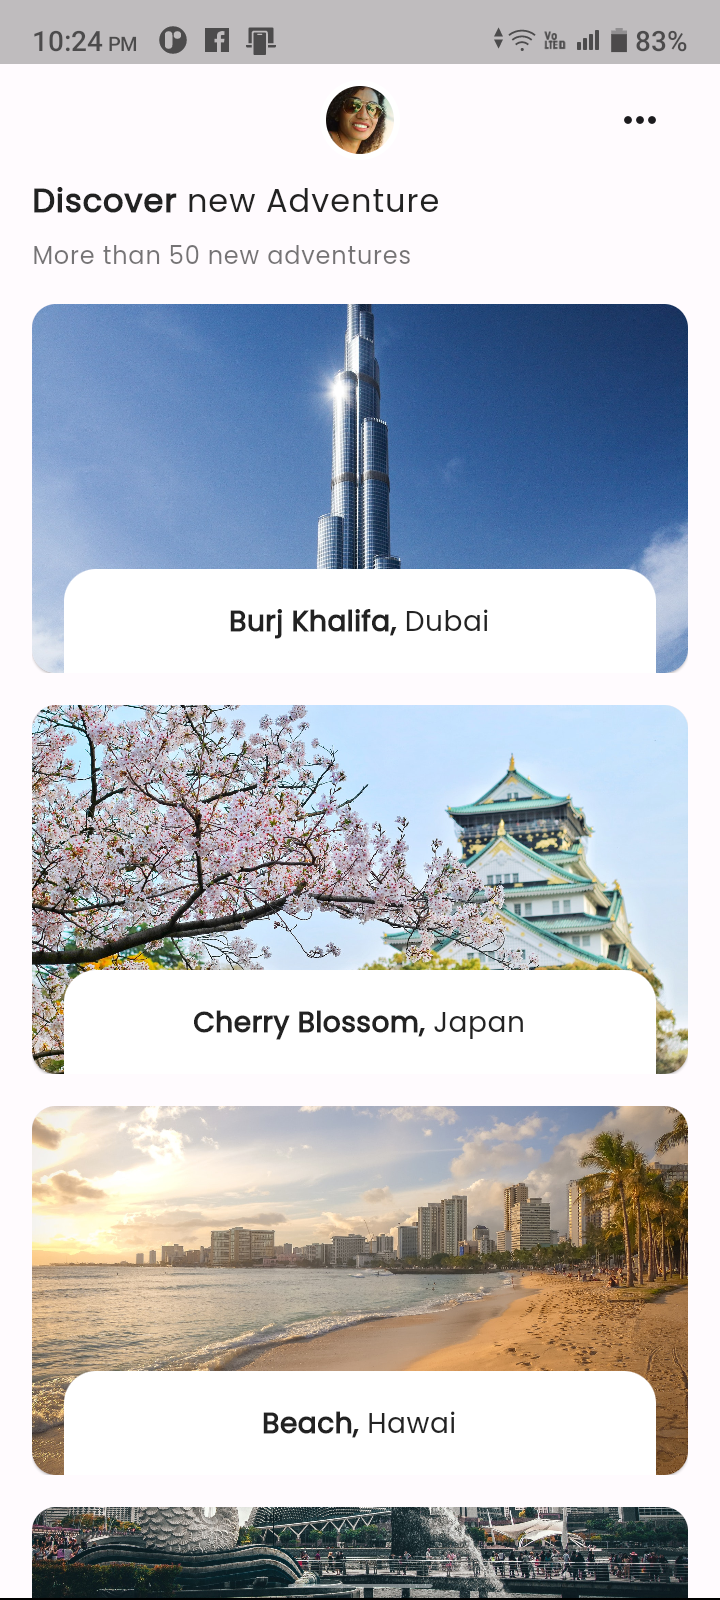 10:24 PM
Vo LTED 83%
Discover new Adventure
More than 50 new adventures
Burj Khalifa, Dubai
Cherry Blossom, Japan
Beach, Hawai